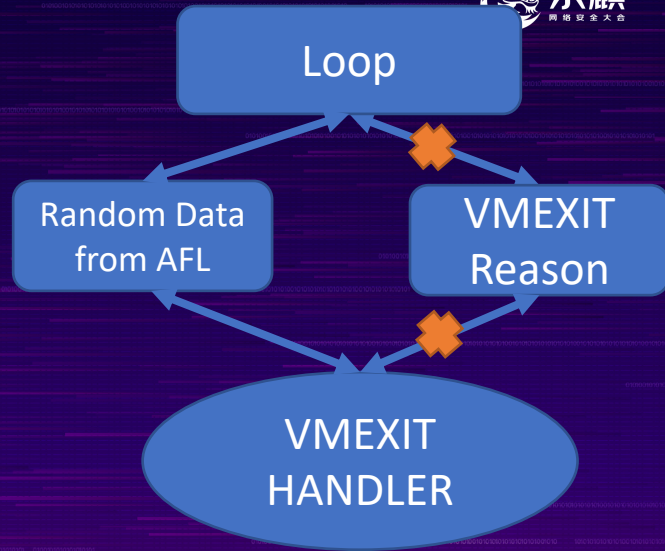 网络安全大会
Loop
Random Data
from AFL
VMEXIT
Reason
VMEXIT
HANDLER